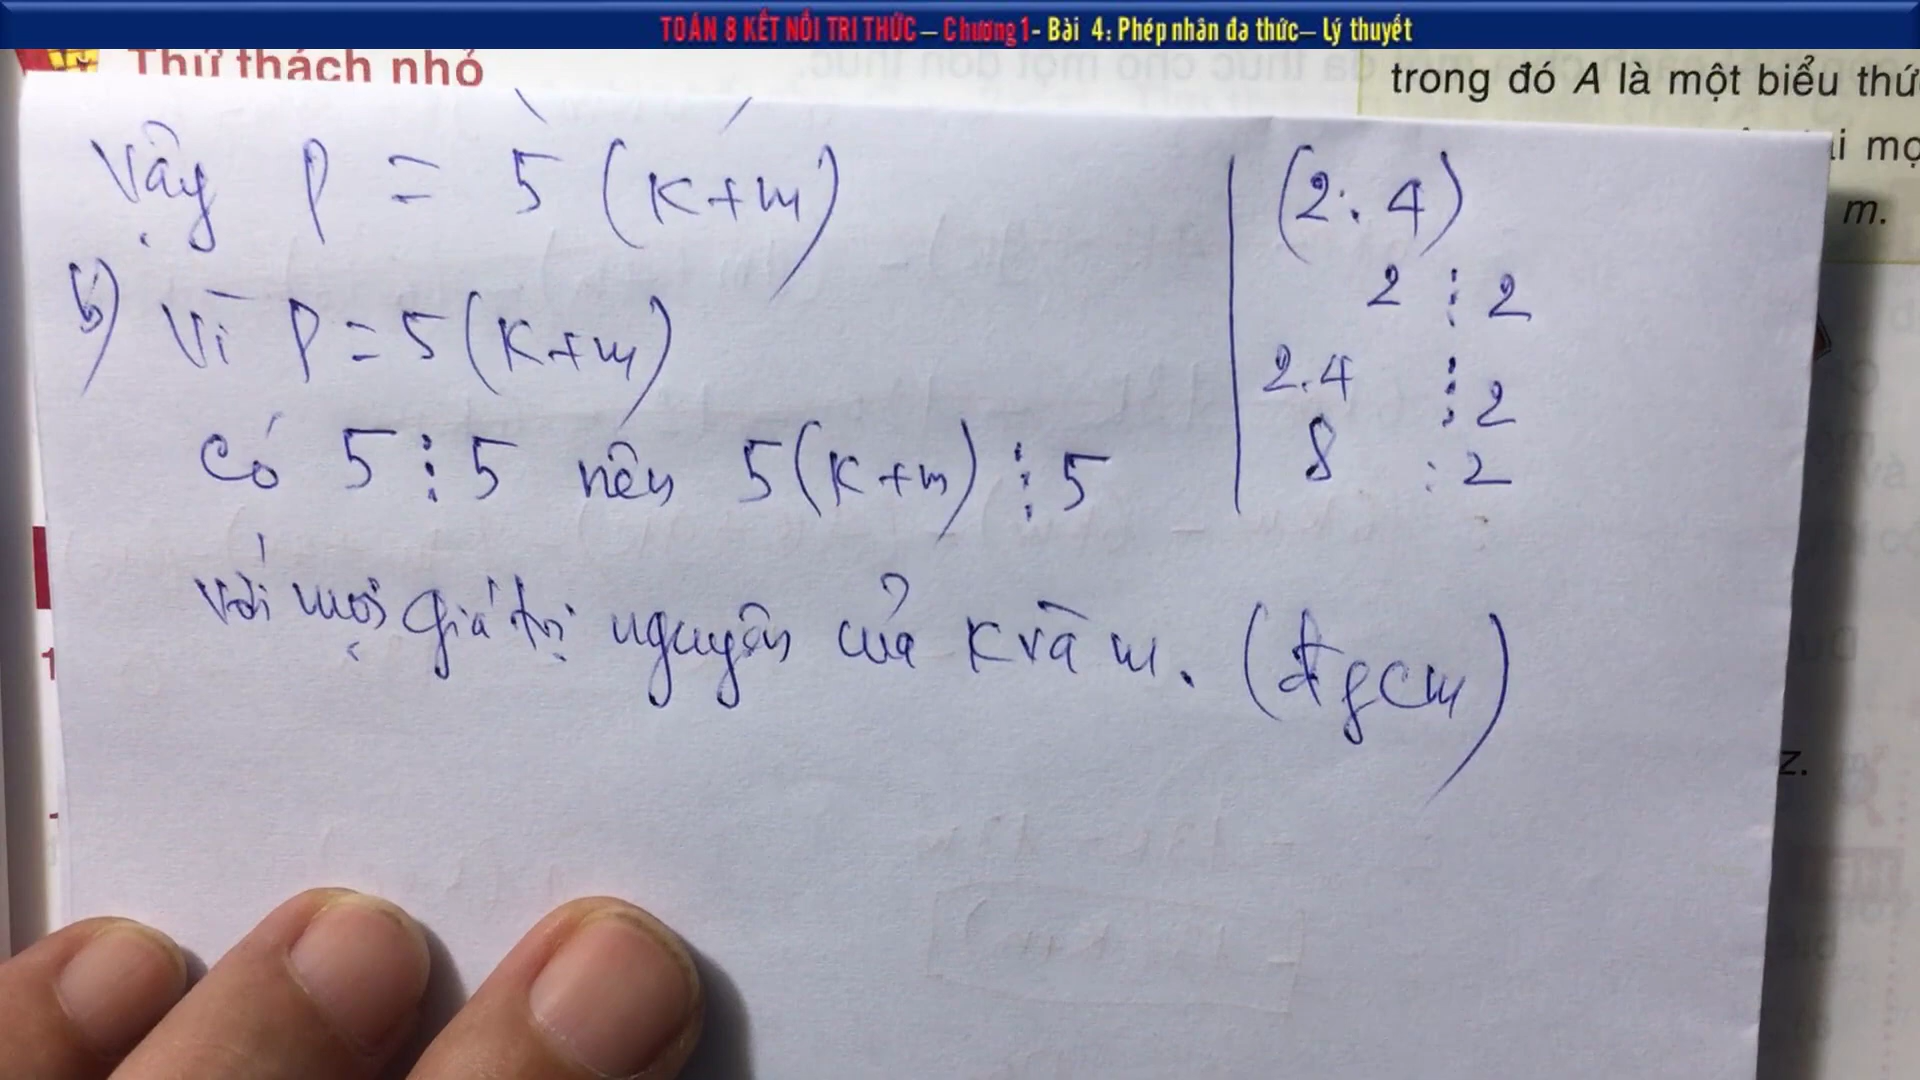 TOÁN 8 KẾT NỐI TRI THỨC – Chương 1 - Bài 4: Phép nhân đa thức – Lý thuyết
Thử thách nhỏ
trong đó A là một biểu thứ
m.
Vậy P = 5 (K+m)
b) Vì P = 5 (K+m)
có 5 ⋮ 5 nên 5 (K+m) ⋮ 5
với mọi giá trị nguyên của K và m. (đpcm)
(2.4)
2 ⋮ 2
2.4 ⋮ 2
8 : 2
z.